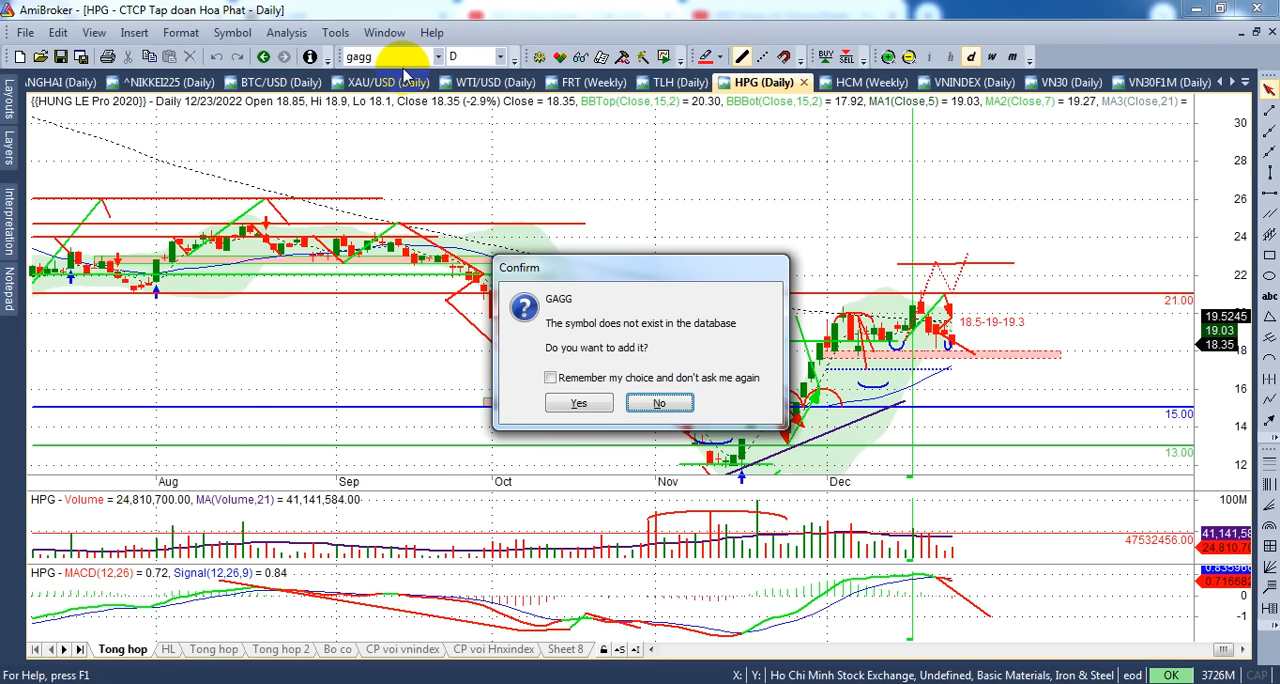 AmiBroker - [HPG - CTCP Tap doan Hoa Phat - Daily]
File Edit View Insert Format Symbol Analysis Tools Window Help
gagg D BUY SELL i h d w m
NGHAI (Daily) ^NIKKEI225 (Daily) BTC/USD (Daily) XAU/USD (Daily) WTI/USD (Daily) FRT (Weekly) TLH (Daily) HPG (Daily) HCM (Weekly) VNINDEX (Daily) VN30 (Daily) VN30F1M (Daily)
Layouts
Layers
Interpretation
Notepad
{{HUNG LE Pro 2020}} - Daily 12/23/2022 Open 18.85, Hi 18.9, Lo 18.1, Close 18.35 (-2.9%) Close = 18.35, BBTop(Close,15,2) = 20.30, BBBot(Close,15,2) = 17.92, MA1(Close,5) = 19.03, MA2(Close,7) = 19.27, MA3(Close,21) =
30
28
26
24
22
21.00
19.5245
19.03
18.35
18
16
15.00
14
13.00
12
18.5-19-19.3
Confirm
GAGG
The symbol does not exist in the database
Do you want to add it?
Remember my choice and don't ask me again
Yes No
Aug Sep Oct Nov Dec
HPG - Volume = 24,810,700.00, MA(Volume,21) = 41,141,584.00
100M
47532456.00
HPG - MACD(12,26) = 0.72, Signal(12,26,9) = 0.84
0
-1
Tong hop HL Tong hop Tong hop 2 Bo co CP voi vnindex CP voi Hnxindex Sheet 8
For Help, press F1 X: Y: Ho Chi Minh Stock Exchange, Undefined, Basic Materials, Iron & Steel eod OK 3726M CAP
abc